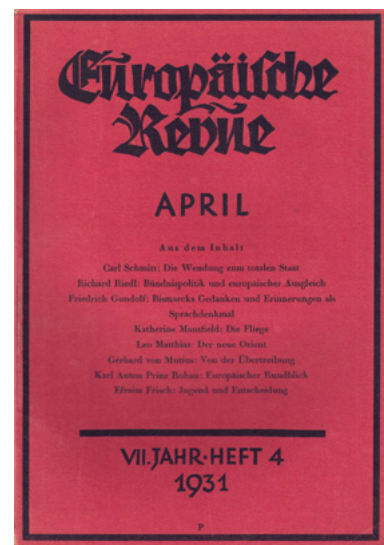 Europäische
Revue
APRIL
Aus dem Inhalt
Carl Schmitt: Die Wendung zum totalen Staat
Richard Riedl: Bündnispolitik und europäischer Ausgleich
Friedrich Gundolf: Bismarcks Gedanken und Erinnerungen als
Sprachdenkmal
Katherine Mansfield: Die Fliege
Leo Matthias: Der neue Orient
Gerhard von Mutius: Von der Übertreibung
Karl Anton Prinz Rohan: Europäischer Rundblick
Efraim Frisch: Jugend und Entscheidung
VII.JAHR·HEFT 4
1931
P